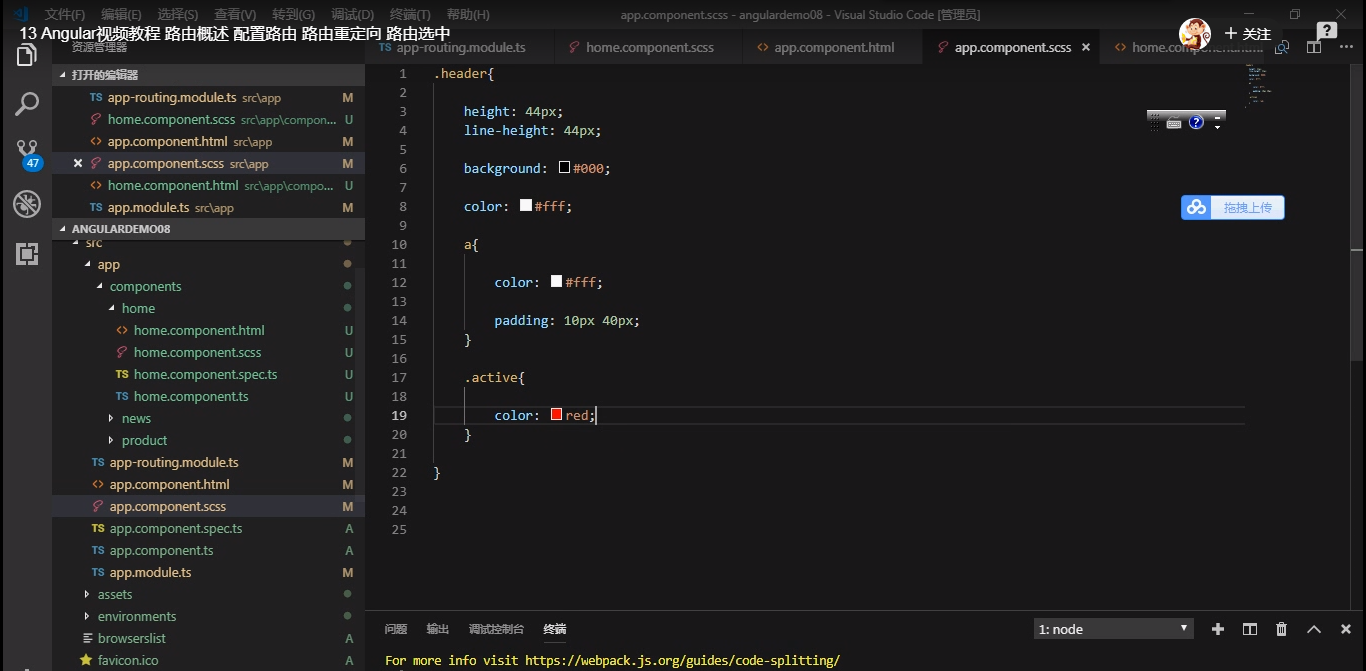 文件(F) 编辑(E) 选择(S) 查看(V) 转到(G) 调试(D) 终端(T) 帮助(H) app.component.scss - angulardemo08 - Visual Studio Code [管理员]
13 Angular视频教程 路由概述 配置路由 路由重定向 路由选中
关注
资源管理器
打开的编辑器
TS app-routing.module.ts src\app M
home.component.scss src\app\compon... U
app.component.html src\app M
app.component.scss src\app M
home.component.html src\app\compo... U
TS app.module.ts src\app M
47
ANGULARDEMO08
src
app
components
home
home.component.html U
home.component.scss U
TS home.component.spec.ts U
TS home.component.ts U
news
product
TS app-routing.module.ts M
app.component.html M
app.component.scss M
TS app.component.spec.ts A
TS app.component.ts A
TS app.module.ts M
assets
environments
browserslist A
favicon.ico A
TS app-routing.module.ts home.component.scss app.component.html app.component.scss
1 .header{
2
3 height: 44px;
4 line-height: 44px;
5
6 background: #000;
7
8 color: #fff;
9
10 a{
11
12 color: #fff;
13
14 padding: 10px 40px;
15 }
16
17 .active{
18
19 color: red;
20 }
21
22 }
23
24
25
拖拽上传
问题 输出 调试控制台 终端 1: node
For more info visit https://webpack.js.org/guides/code-splitting/